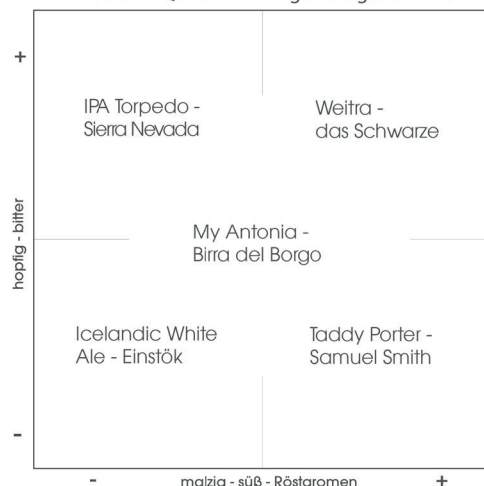 +
IPA Torpedo -
Sierra Nevada
Weitra -
das Schwarze
hopfig - bitter
My Antonia -
Birra del Borgo
Icelandic White
Ale - Einstök
Taddy Porter -
Samuel Smith
-
- malzig - süß - Röstaromen +